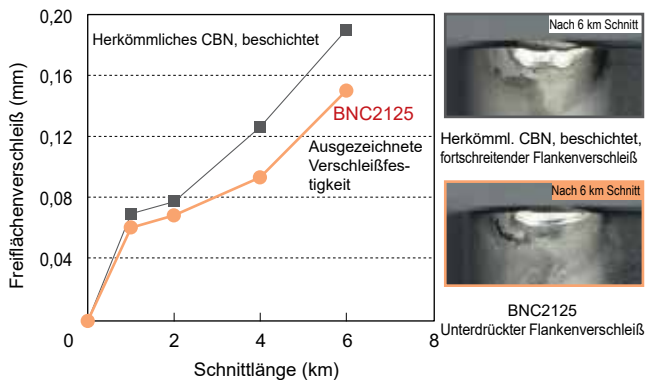 0,20
0,16
0,12
0,08
0,04
0
2
4
6
8
Freiflächenverschleiß (mm)
Schnittlänge (km)
Herkömmliches CBN, beschichtet
BNC2125
Ausgezeichnete
Verschleißfes-
tigkeit
Nach 6 km Schnitt
Herkömml. CBN, beschichtet,
fortschreitender Flankenverschleiß
Nach 6 km Schnitt
BNC2125
Unterdrückter Flankenverschleiß